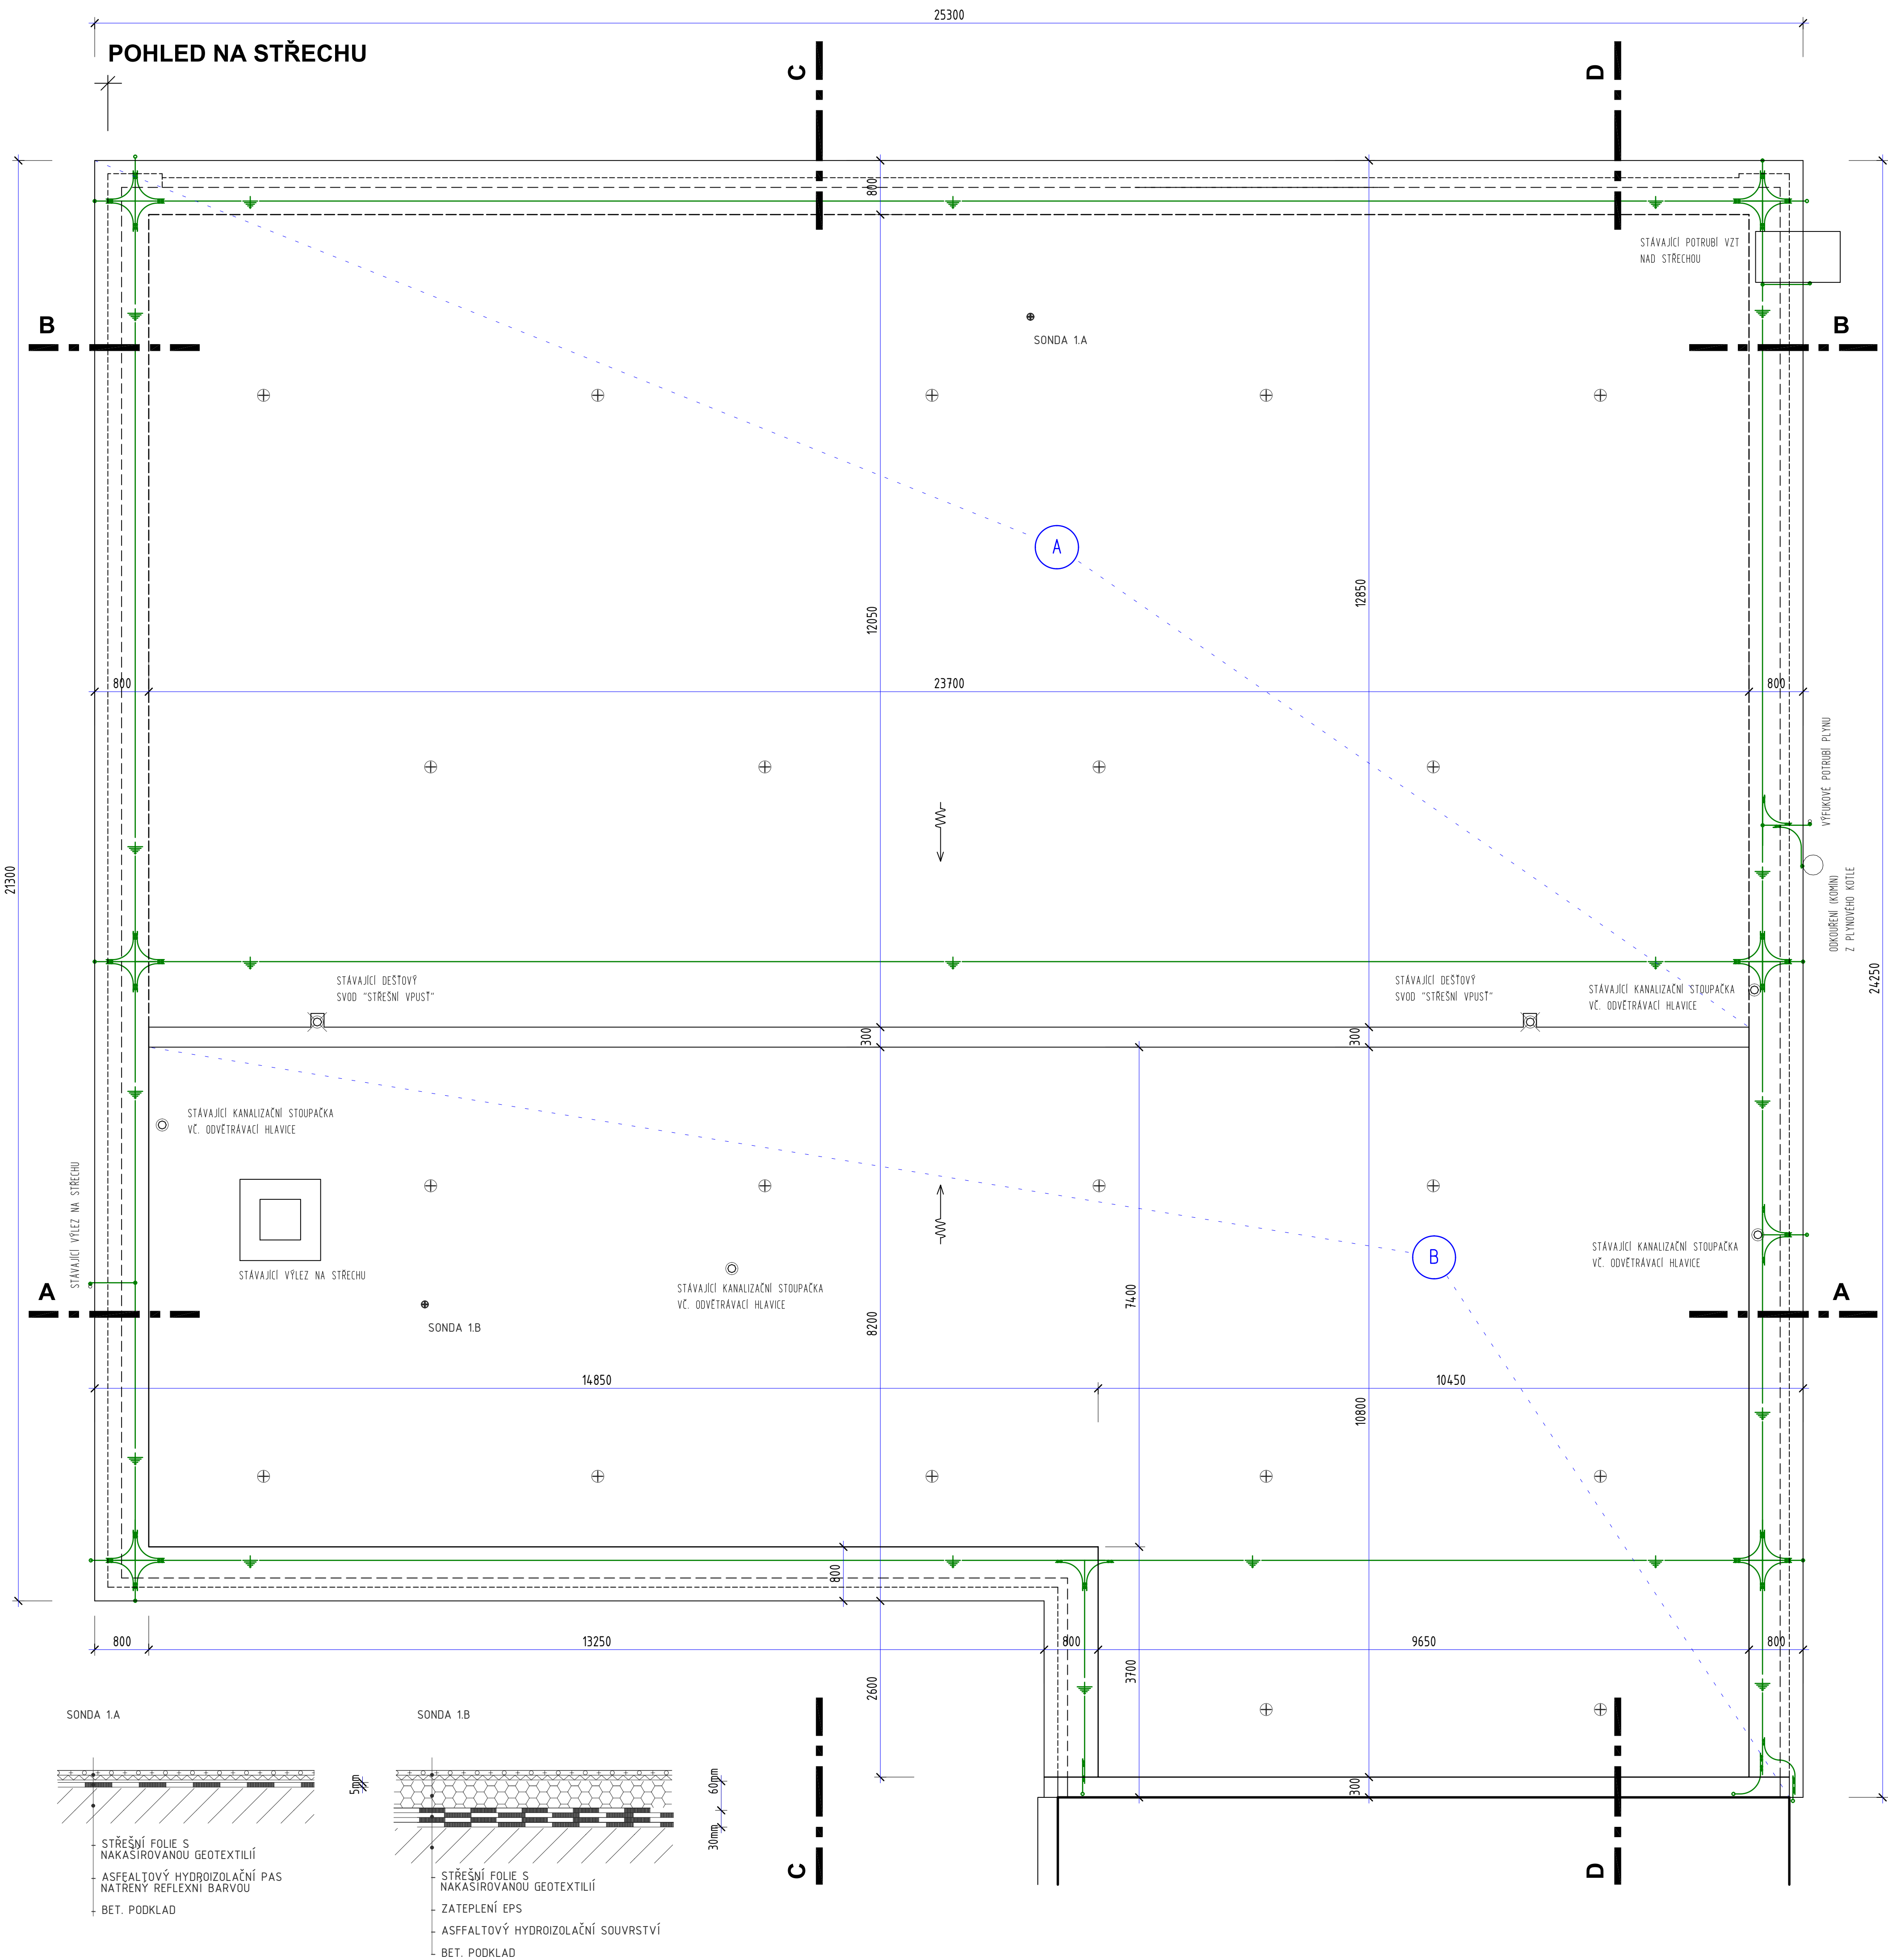 25300
POHLED NA STŘECHU
C
D
800
STÁVAJÍCÍ POTRUBÍ VZT
NAD STŘECHOU
B
B
SONDA 1.A
A
12050
12850
800
23700
800
VÝFUKOVÉ POTRUBÍ PLYNU
21300
ODKOUŘENÍ (KOMÍN)
Z PLYNOVÉHO KOTLE
24250
STÁVAJÍCÍ DEŠŤOVÝ
SVOD "STŘEŠNÍ VPUSŤ"
STÁVAJÍCÍ DEŠŤOVÝ
SVOD "STŘEŠNÍ VPUSŤ"
STÁVAJÍCÍ KANALIZAČNÍ STOUPAČKA
VČ. ODVĚTRÁVACÍ HLAVICE
300
300
STÁVAJÍCÍ KANALIZAČNÍ STOUPAČKA
VČ. ODVĚTRÁVACÍ HLAVICE
STÁVAJÍCÍ VÝLEZ NA STŘECHU
B
STÁVAJÍCÍ KANALIZAČNÍ STOUPAČKA
VČ. ODVĚTRÁVACÍ HLAVICE
STÁVAJÍCÍ VÝLEZ NA STŘECHU
STÁVAJÍCÍ KANALIZAČNÍ STOUPAČKA
VČ. ODVĚTRÁVACÍ HLAVICE
A
A
7400
8200
SONDA 1.B
14850
10450
10800
800
800
13250
800
9650
800
3700
2600
300
SONDA 1.A
SONDA 1.B
5mm
60mm
30mm
STŘEŠNÍ FOLIE S
NAKAŠÍROVANOU GEOTEXTILIÍ
ASFEALTOVÝ HYDROIZOLAČNÍ PAS
NATŘENÝ REFLEXNÍ BARVOU
BET. PODKLAD
STŘEŠNÍ FOLIE S
NAKAŠÍROVANOU GEOTEXTILIÍ
ZATEPLENÍ EPS
ASFFALTOVÝ HYDROIZOLAČNÍ SOUVRSTVÍ
BET. PODKLAD
C
D